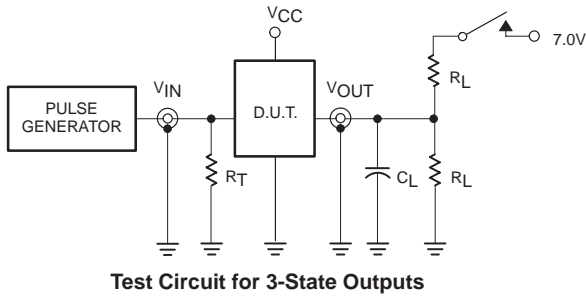 VCC
7.0V
VIN
VOUT
RL
PULSE
GENERATOR
D.U.T.
RT
CL
RL
Test Circuit for 3-State Outputs